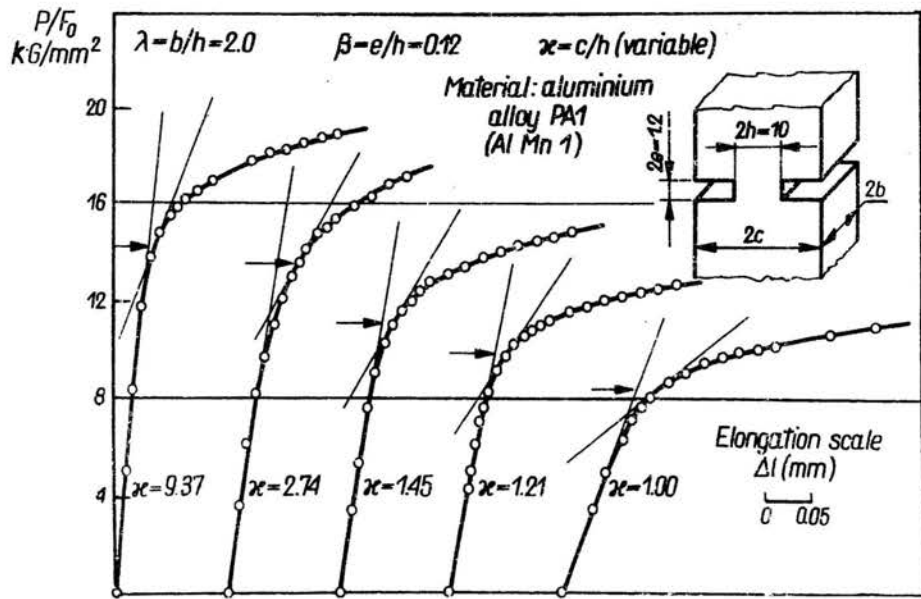 P/F₀
kG/mm²
λ = b/h = 2.0
β = e/h = 0.12
ϰ = c/h (variable)
Material: aluminium
alloy PA1
(Al Mn 1)
20
16
12
8
4
2e=1.2
2h=10
2b
2c
ϰ=9.37
ϰ=2.74
ϰ=1.45
ϰ=1.21
ϰ=1.00
Elongation scale
Δl (mm)
0 0.05